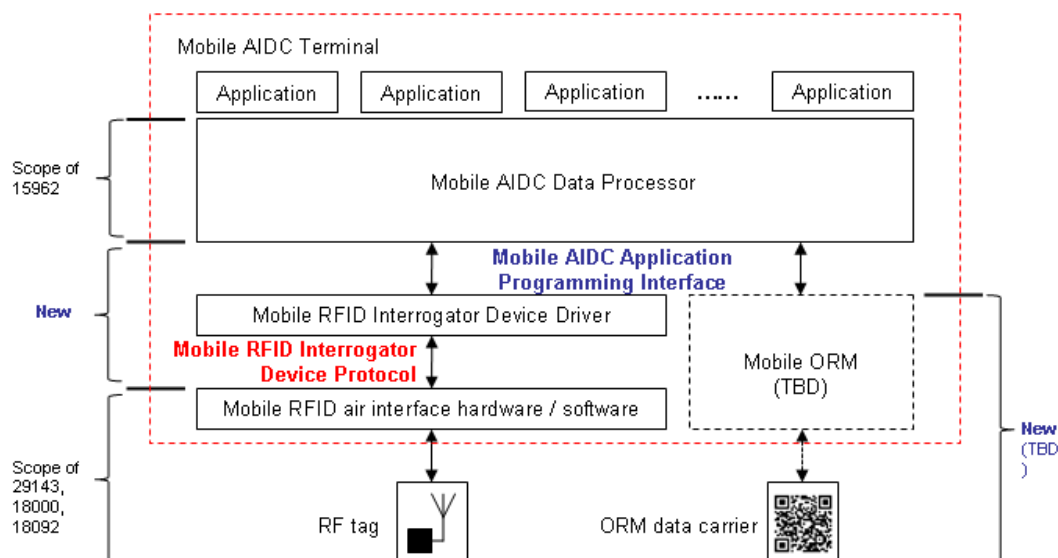 Mobile AIDC Terminal
Application
Application
Application
......
Application
Scope of
15962
Mobile AIDC Data Processor
Mobile AIDC Application
Programming Interface
New
Mobile RFID Interrogator Device Driver
Mobile RFID Interrogator
Device Protocol
Mobile ORM
(TBD)
Mobile RFID air interface hardware / software
New
(TBD
)
Scope of
29143,
18000,
18092
RF tag
ORM data carrier